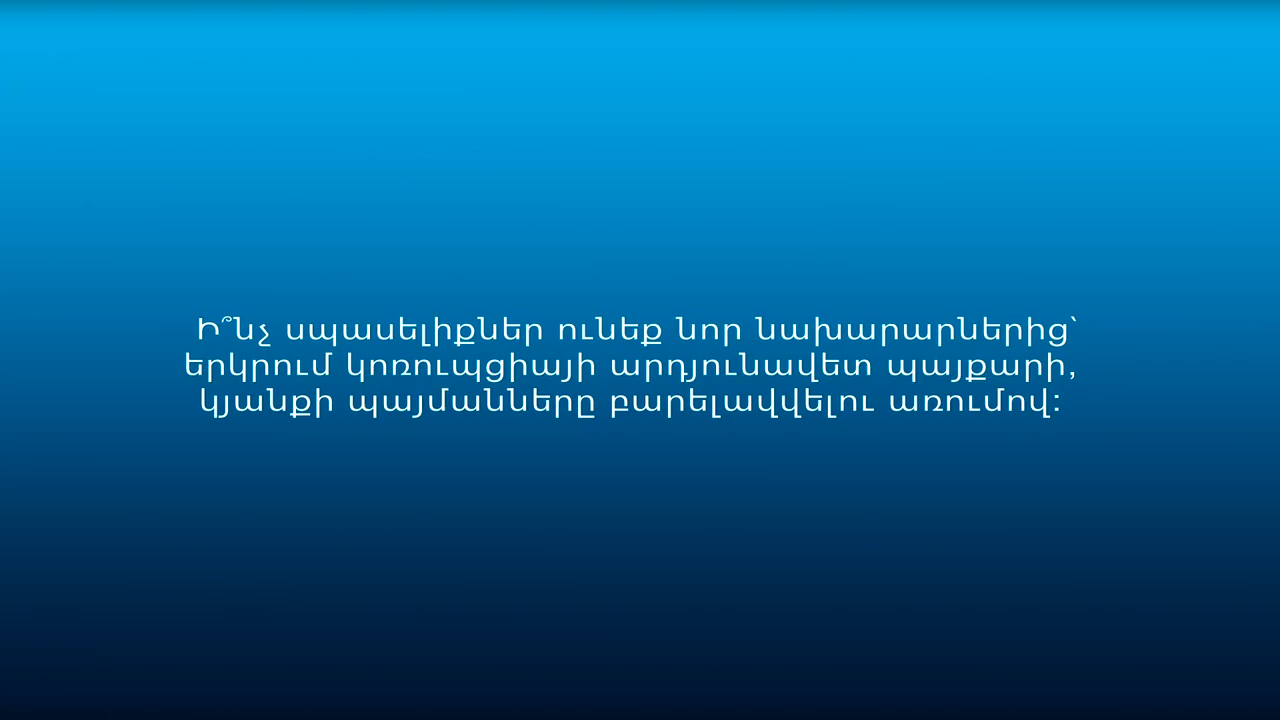 Ի՞նչ սպասելիքներ ունեք նոր նախարարներից՝
երկրում կոռուպցիայի արդյունավետ պայքարի,
կյանքի պայմանները բարելավվելու առումով: